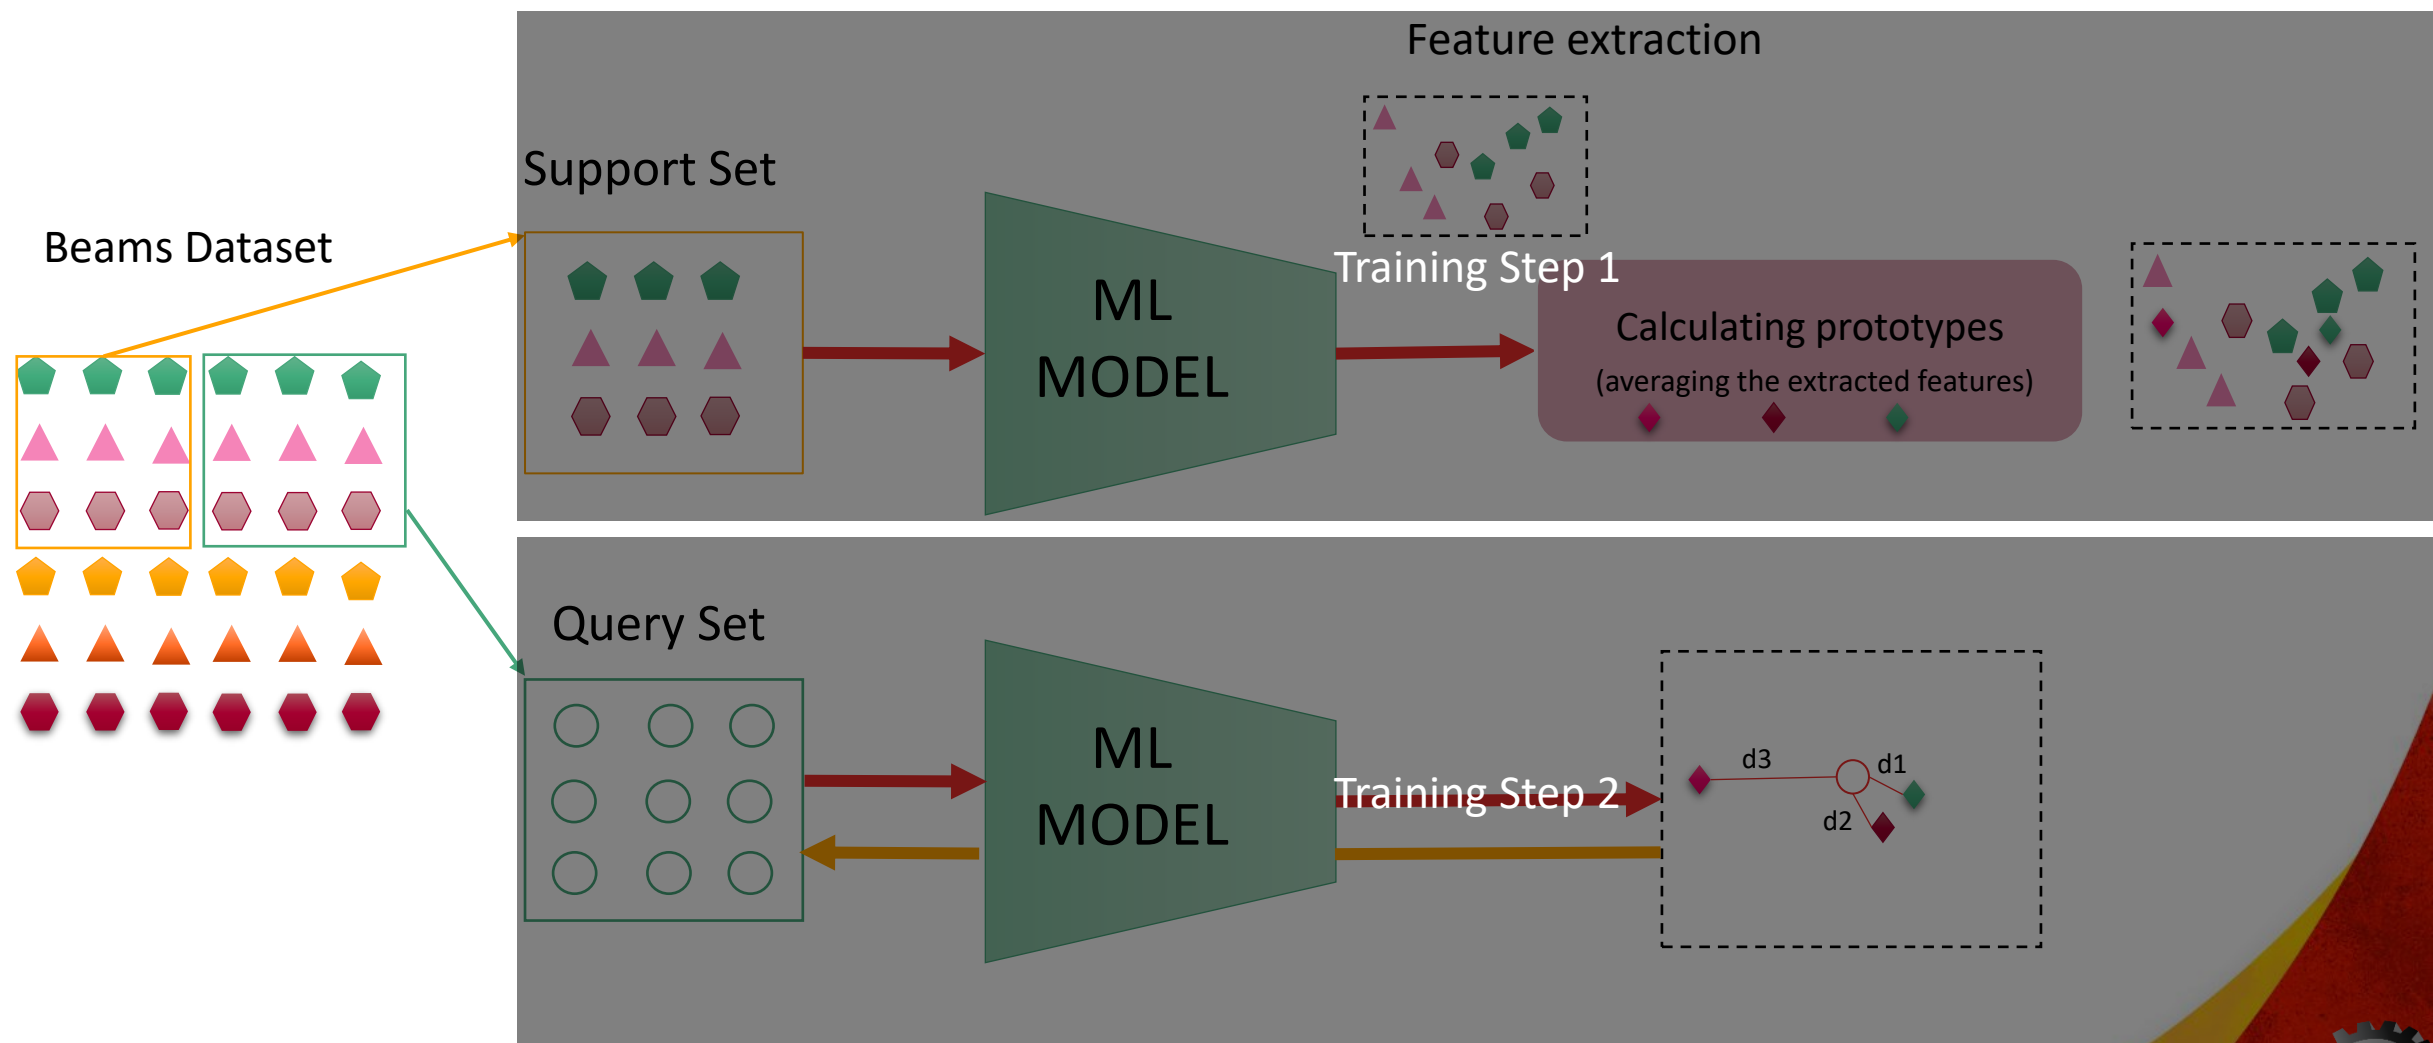 Feature extraction
Support Set
Beams Dataset
Training Step 1
ML
MODEL
Calculating prototypes
(averaging the extracted features)
Query Set
ML
MODEL
Training Step 2
d3
d1
d2